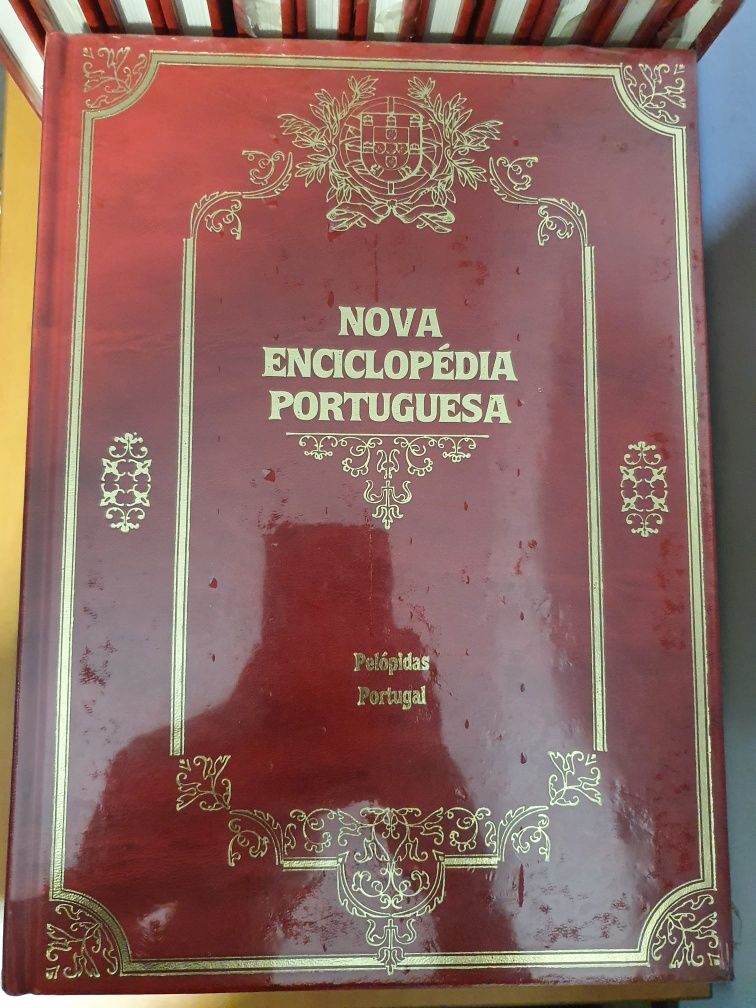 NOVA
ENCICLOPÉDIA
PORTUGUESA
Pelópidas
Portugal